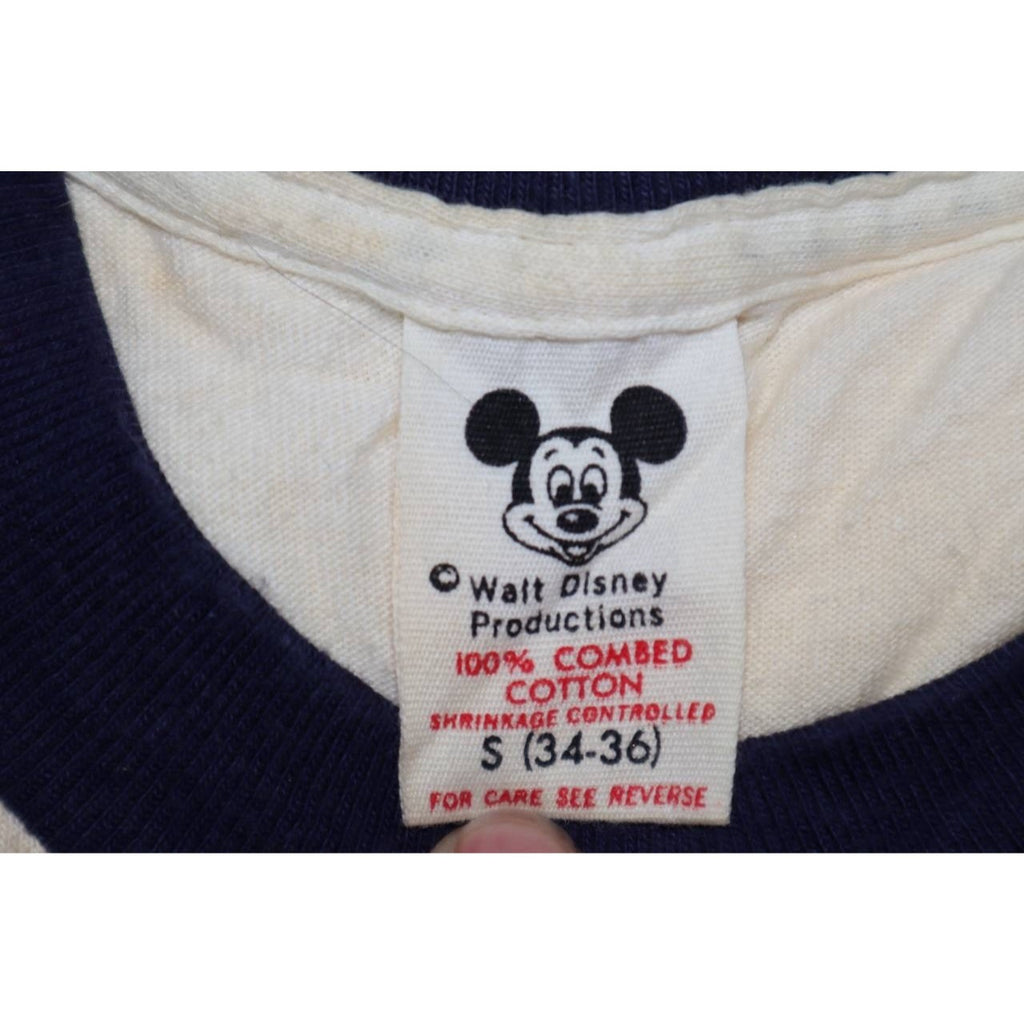 © Walt Disney
Productions
100% COMBED
COTTON
SHRINKAGE CONTROLLED
S (34-36)
FOR CARE SEE REVERSE